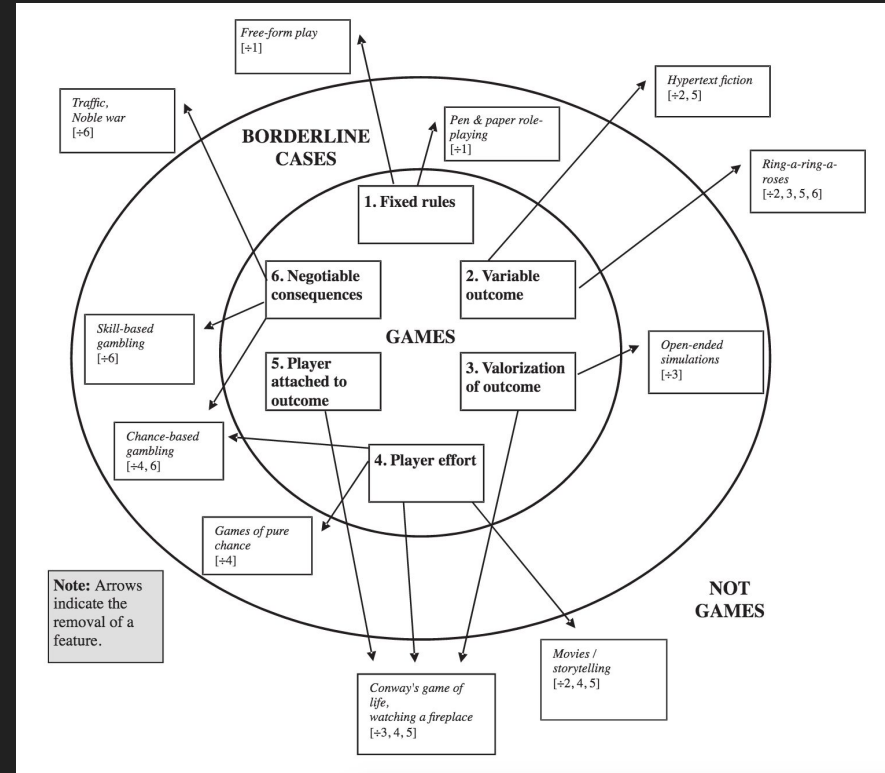 Free-form play
[÷1]
Traffic,
Noble war
[÷6]
Hypertext fiction
[÷2, 5]
Pen & paper role-
playing
[÷1]
BORDERLINE
CASES
Ring-a-ring-a-
roses
[÷2, 3, 5, 6]
1. Fixed rules
6. Negotiable
consequences
2. Variable
outcome
GAMES
Skill-based
gambling
[÷6]
Open-ended
simulations
[÷3]
5. Player
attached to
outcome
3. Valorization
of outcome
Chance-based
gambling
[÷4, 6]
4. Player effort
Games of pure
chance
[÷4]
Note: Arrows
indicate the
removal of a
feature.
NOT
GAMES
Movies /
storytelling
[÷2, 4, 5]
Conway's game of
life,
watching a fireplace
[÷3, 4, 5]